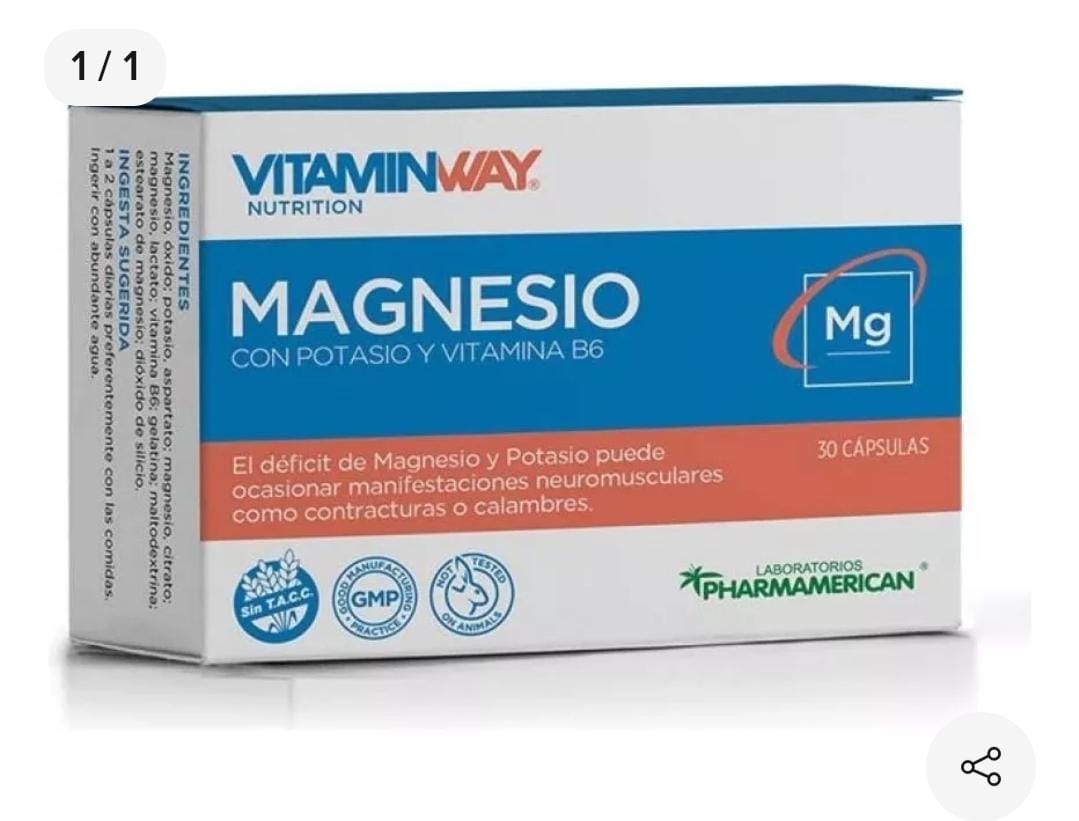 1 / 1
VITAMINWAY®
NUTRITION
MAGNESIO
CON POTASIO Y VITAMINA B6
Mg
30 CÁPSULAS
El déficit de Magnesio y Potasio puede
ocasionar manifestaciones neuromusculares
como contracturas o calambres.
Sin T.A.C.C.
GOOD MANUFACTURING
GMP
• PRACTICE •
NOT TESTED
ON ANIMALS
LABORATORIOS
PHARMAMERICAN®
INGREDIENTES
Magnesio, óxido; potasio, aspartato; magnesio, citrato;
magnesio, lactato; vitamina B6; gelatina; maltodextrina;
estearato de magnesio; dióxido de silicio.
INGESTA SUGERIDA
1 a 2 cápsulas diarias preferentemente con las comidas.
Ingerir con abundante agua.